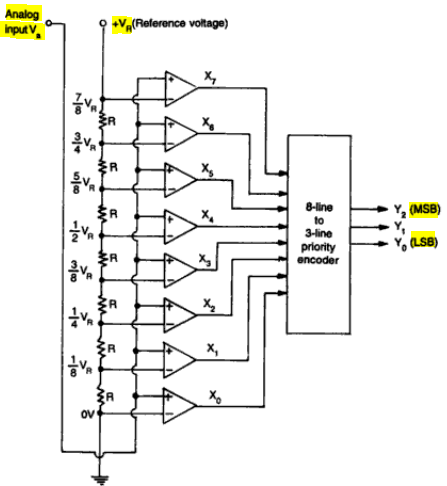 Analog
input Va
+VR (Reference voltage)
X7
7/8 VR
R
X6
3/4 VR
R
X5
5/8 VR
R
X4
1/2 VR
R
X3
3/8 VR
R
X2
1/4 VR
R
X1
1/8 VR
R
X0
0V
8-line
to
3-line
priority
encoder
Y2 (MSB)
Y1
Y0 (LSB)
+
−
+
−
+
−
+
−
+
−
+
−
+
−
+
−